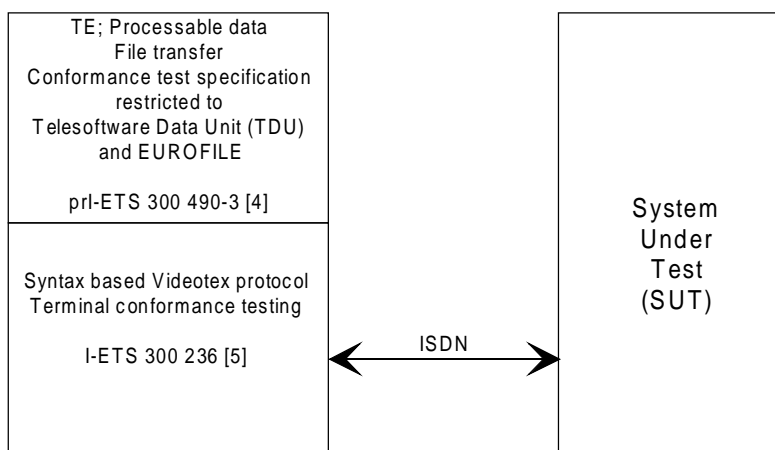 TE; Processable data
File transfer
Conformance test specification
restricted to
Telesoftware Data Unit (TDU)
and EUROFILE
prI-ETS 300 490-3 [4]
Syntax based Videotex protocol
Terminal conformance testing
I-ETS 300 236 [5]
ISDN
System
Under
Test
(SUT)